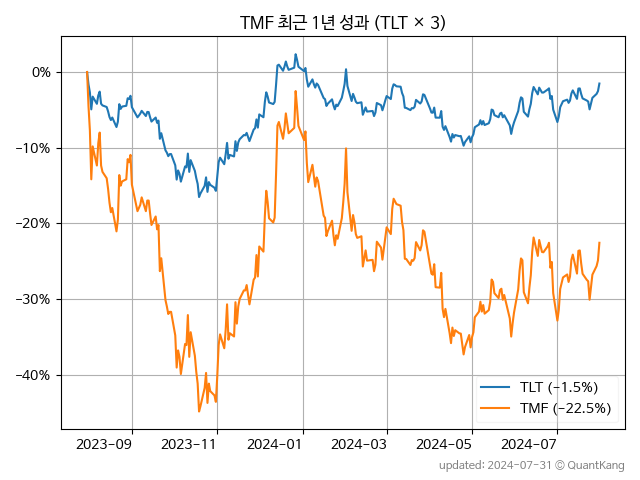 TMF 최근 1년 성과 (TLT × 3)
0%
−10%
−20%
−30%
−40%
TLT (−1.5%)
TMF (−22.5%)
2023−09
2023−11
2024−01
2024−03
2024−05
2024−07
updated: 2024-07-31 © QuantKang